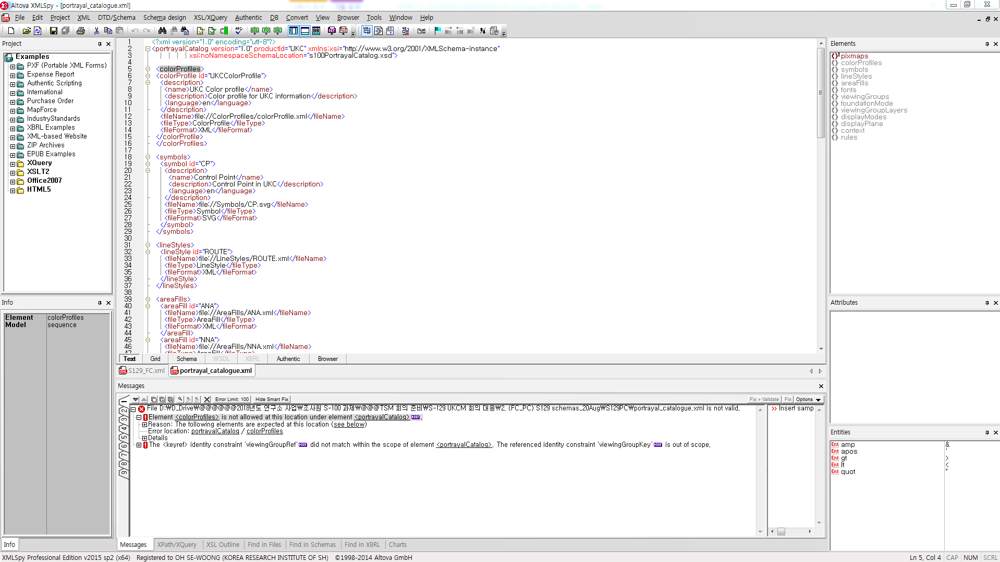 Altova XMLSpy - [portrayal_catalogue.xml]
File Edit Project XML DTD/Schema Schema design XSL/XQuery Authentic DB Convert View Browser Tools Window Help
Project
Examples
PXF (Portable XML Forms)
Expense Report
Authentic Scripting
International
Purchase Order
MapForce
IndustryStandards
XBRL Examples
XML-based Website
ZIP Archives
EPUB Examples
XQuery
XSLT2
Office2007
HTML5
Info
Element colorProfiles
Model sequence
Info
1 <?xml version="1.0" encoding="utf-8"?>
2 <portrayalCatalog version="1.0" productId="UKC" xmlns:xsi="http://www.w3.org/2001/XMLSchema-instance"
3 xsi:noNamespaceSchemaLocation="s100PortrayalCatalog.xsd">
4
5 <colorProfiles>
6 <colorProfile id="UKCColorProfile">
7 <description>
8 <name>UKC Color profile</name>
9 <description>Color profile for UKC information</description>
10 <language>en</language>
11 </description>
12 <fileName>file://ColorProfiles/colorProfile.xml</fileName>
13 <fileType>ColorProfile</fileType>
14 <fileFormat>XML</fileFormat>
15 </colorProfile>
16 </colorProfiles>
17
18 <symbols>
19 <symbol id="CP">
20 <description>
21 <name>Control Point</name>
22 <description>Control Point in UKC</description>
23 <language>en</language>
24 </description>
25 <fileName>file://Symbols/CP.svg</fileName>
26 <fileType>Symbol</fileType>
27 <fileFormat>SVG</fileFormat>
28 </symbol>
29 </symbols>
30
31 <lineStyles>
32 <lineStyle id="ROUTE">
33 <fileName>file://LineStyles/ROUTE.xml</fileName>
34 <fileType>LineStyle</fileType>
35 <fileFormat>XML</fileFormat>
36 </lineStyle>
37 </lineStyles>
38
39 <areaFills>
40 <areaFill id="ANA">
41 <fileName>file://AreaFills/ANA.xml</fileName>
42 <fileType>AreaFill</fileType>
43 <fileFormat>XML</fileFormat>
44 </areaFill>
45 <areaFill id="NNA">
46 <fileName>file://AreaFills/NNA.xml</fileName>
47 <fileType>AreaFill</fileType>
Text Grid Schema WSDL XBRL Authentic Browser
S129_FC.xml portrayal_catalogue.xml
Messages
Error Limit: 100 Hide Smart Fix Fix + Validate Fix Options
1
2
3
4
5
6
7
8
9
File D:₩D_Drive₩@@@@@@2018년도 연구소 사업₩조사원 S-100 과제₩@@@TSM 회의 준비₩S-129 UKCM 회의 대응₩2. (FC_PC) S129 schemas_20Aug₩S129PC₩portrayal_catalogue.xml is not valid.
Element <colorProfiles> is not allowed at this location under element <portrayalCatalog> DEF .
Reason: The following elements are expected at this location (see below)
Error location: portrayalCatalog / colorProfiles
Details
The <keyref> identity constraint 'viewingGroupRef' DEF did not match within the scope of element <portrayalCatalog>. The referenced identity constraint 'viewingGroupKey' DEF is out of scope.
>> Insert samp
Messages XPath/XQuery XSL Outline Find in Files Find in Schemas Find in XBRL Charts
Elements
pixmaps
colorProfiles
symbols
lineStyles
areaFills
fonts
viewingGroups
foundationMode
viewingGroupLayers
displayModes
displayPlane
context
rules
Attributes
Entities
Ent amp &
Ent apos '
Ent gt >
Ent lt <
Ent quot "
XMLSpy Professional Edition v2015 sp2 (x64) Registered to OH SE-WOONG (KOREA RESEARCH INSTITUTE OF SH) ©1998-2014 Altova GmbH Ln 5, Col 4 CAP NUM SCRL